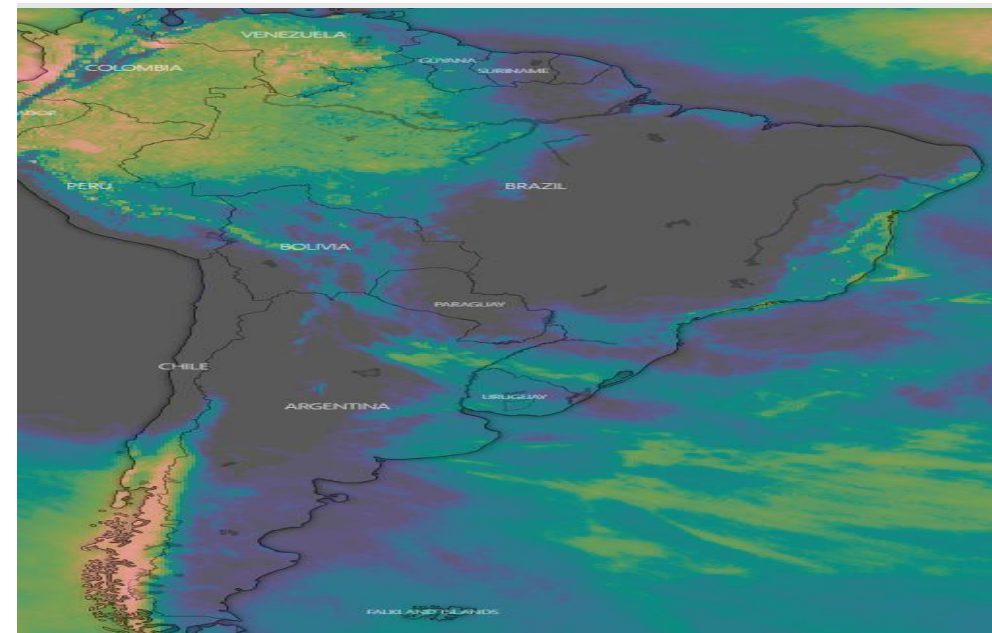 VENEZUELA
GUYANA
COLOMBIA
SURINAME
PERU
BRAZIL
BOLIVIA
PARAGUAY
CHILE
URUGUAY
ARGENTINA
FALKLAND ISLANDS